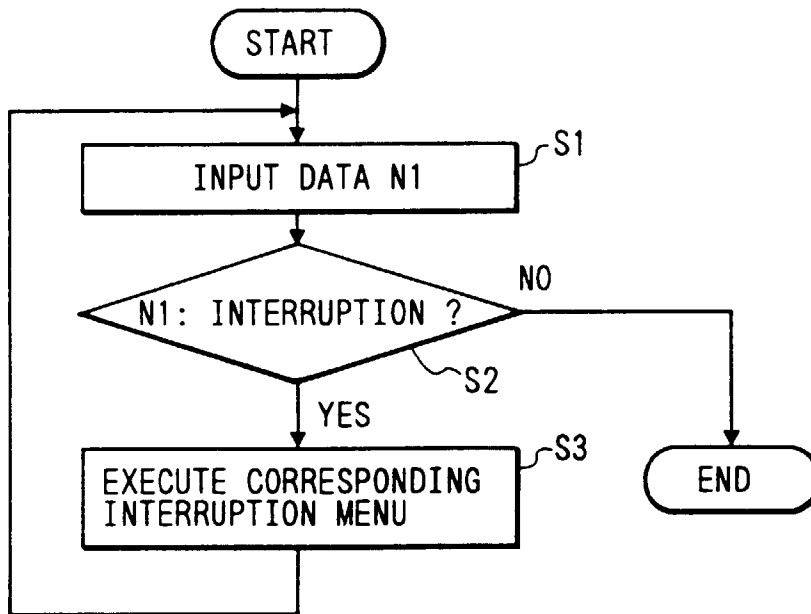 START
S1
INPUT DATA N1
NO
N1: INTERRUPTION ?
S2
YES
S3
EXECUTE CORRESPONDING
INTERRUPTION MENU
END